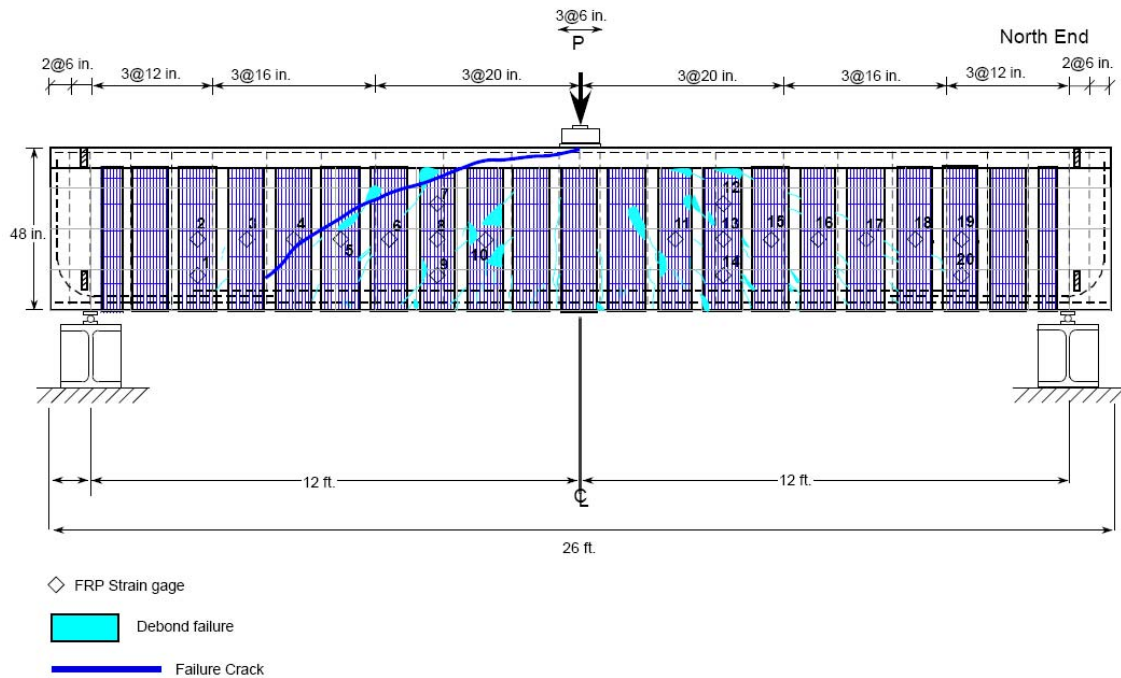 3@6 in.
P
North End
2@6 in.
3@12 in.
3@16 in.
3@20 in.
3@20 in.
3@16 in.
3@12 in.
2@6 in.
48 in.
1
2
3
4
5
6
7
8
9
10
11
12
13
14
15
16
17
18
19
20
12 ft.
12 ft.
CL
26 ft.
FRP Strain gage
Debond failure
Failure Crack